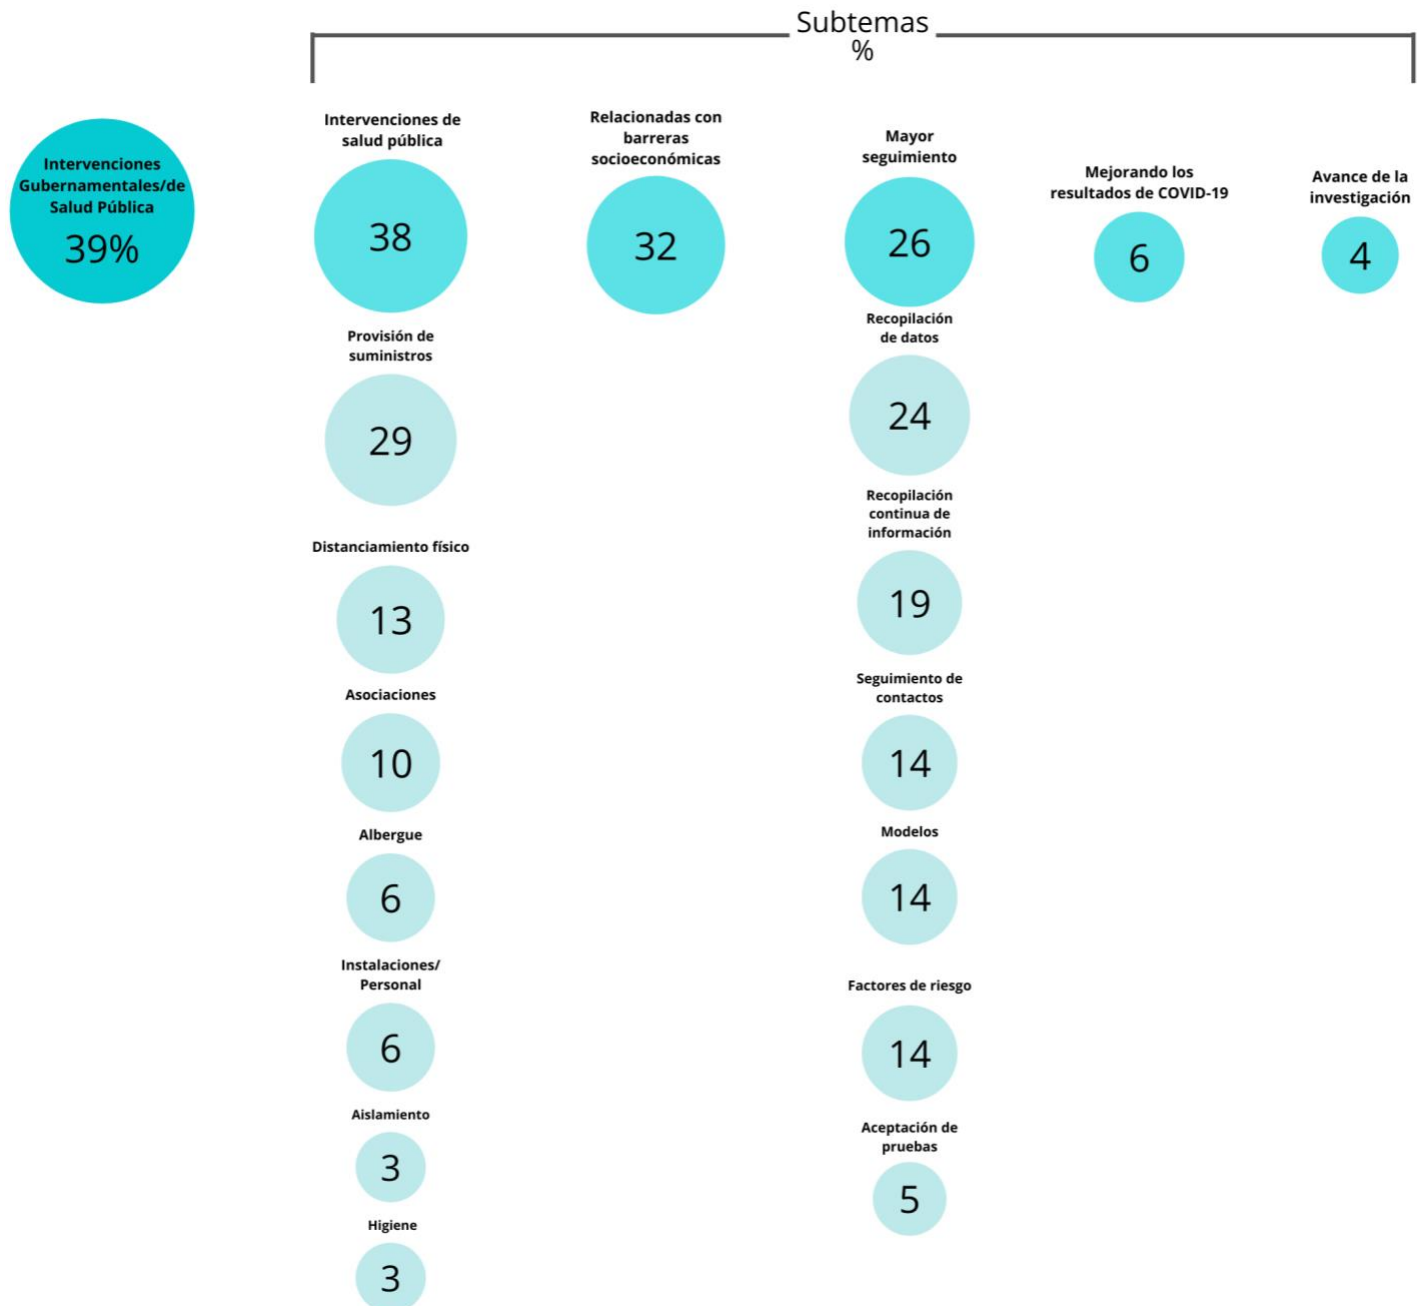 Subtemas
%
Intervenciones
Gubernamentales/de
Salud Pública
39%
Intervenciones de
salud pública
38
Provisión de
suministros
29
Distanciamiento físico
13
Asociaciones
10
Albergue
6
Instalaciones/
Personal
6
Aislamiento
3
Higiene
3
Relacionadas con
barreras
socioeconómicas
32
Mayor
seguimiento
26
Recopilación
de datos
24
Recopilación
continua de
información
19
Seguimiento de
contactos
14
Modelos
14
Factores de riesgo
14
Aceptación de
pruebas
5
Mejorando los
resultados de COVID-19
6
Avance de la
investigación
4